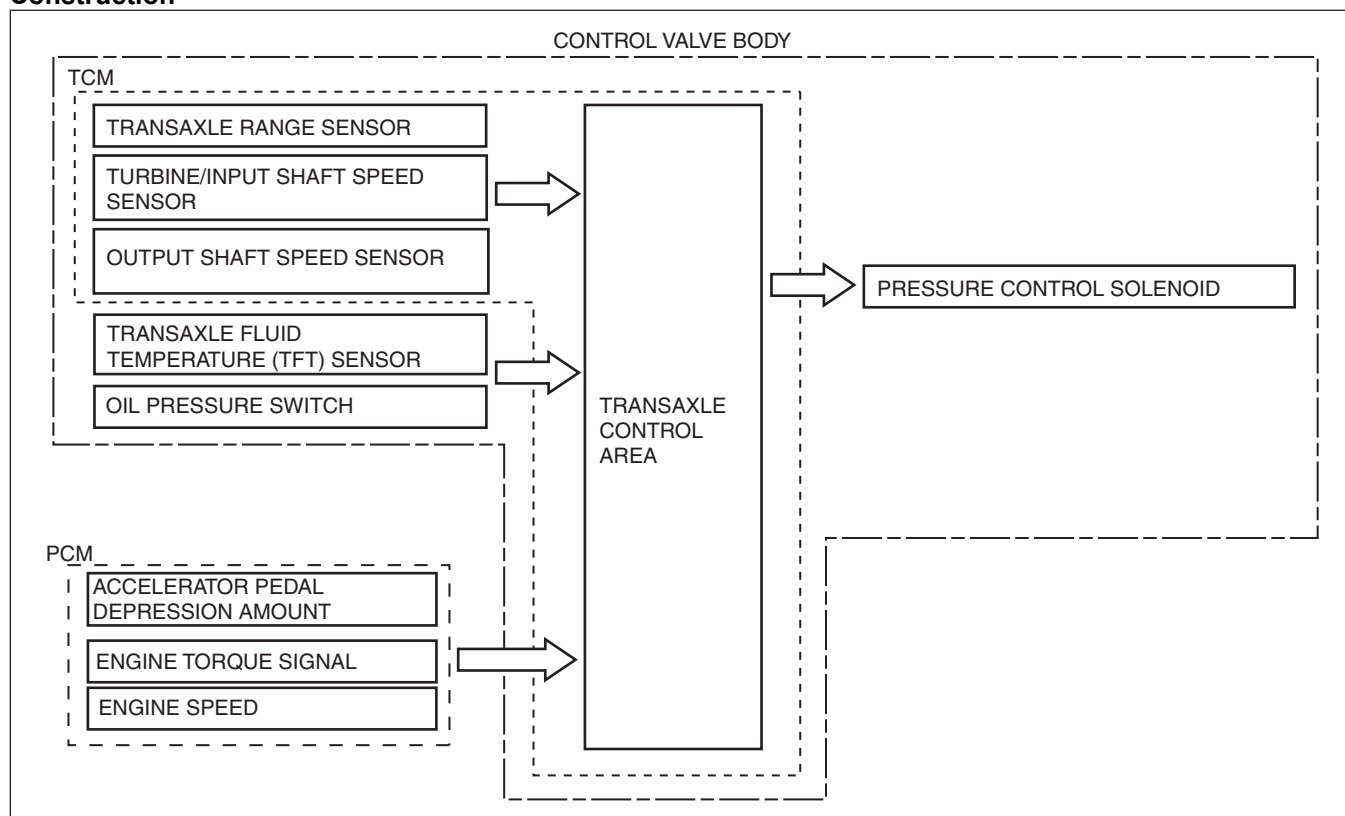 Construction
CONTROL VALVE BODY
TCM
TRANSAXLE RANGE SENSOR
TURBINE/INPUT SHAFT SPEED
SENSOR
OUTPUT SHAFT SPEED SENSOR
PRESSURE CONTROL SOLENOID
TRANSAXLE FLUID
TEMPERATURE (TFT) SENSOR
OIL PRESSURE SWITCH
TRANSAXLE
CONTROL
AREA
PCM
ACCELERATOR PEDAL
DEPRESSION AMOUNT
ENGINE TORQUE SIGNAL
ENGINE SPEED